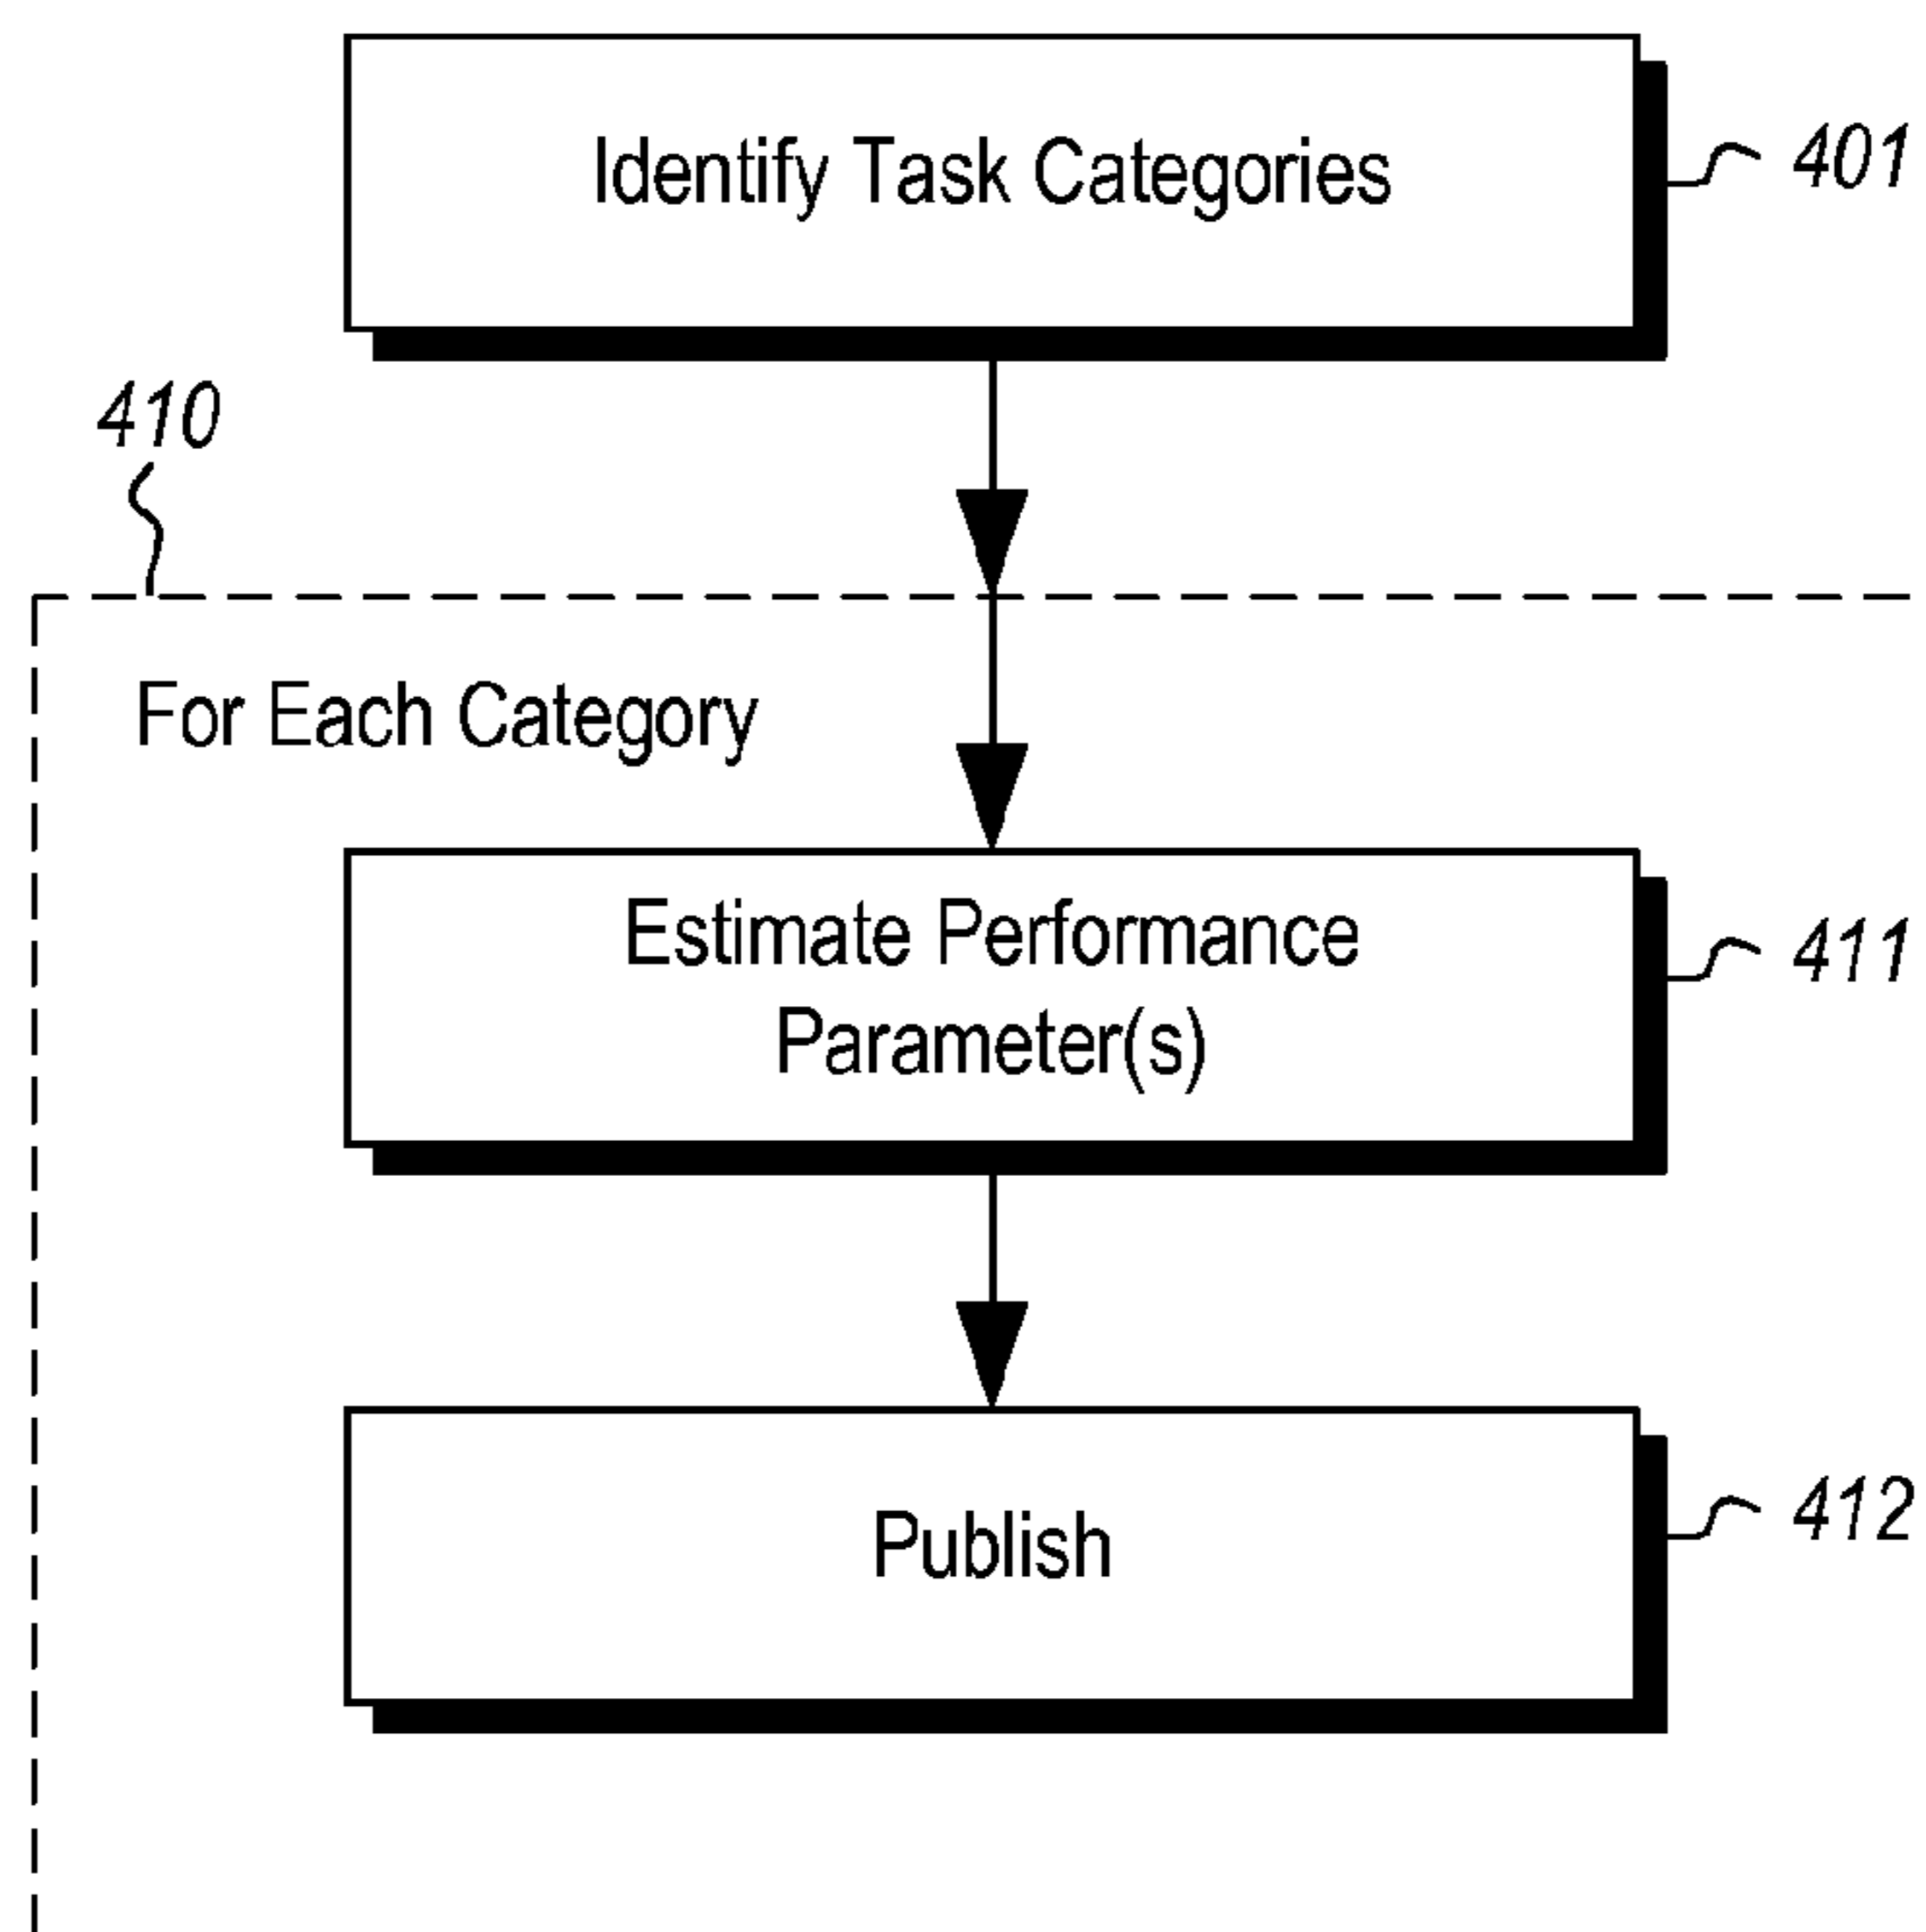 Identify Task Categories
401
410
For Each Category
Estimate Performance
Parameter(s)
411
Publish
412